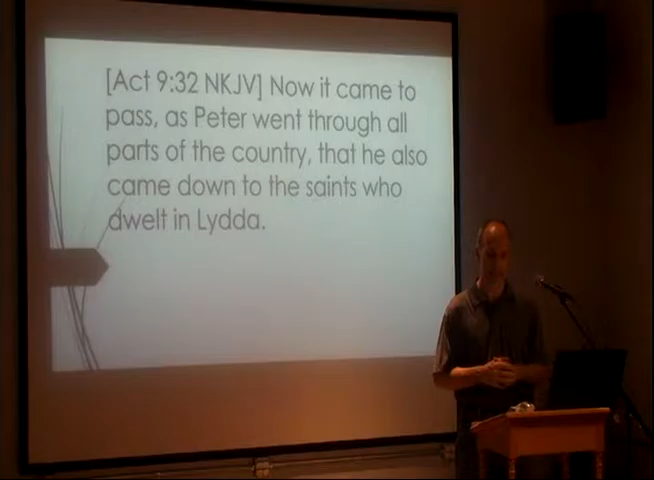 [Act 9:32 NKJV] Now it came to
pass, as Peter went through all
parts of the country, that he also
came down to the saints who
dwelt in Lydda.